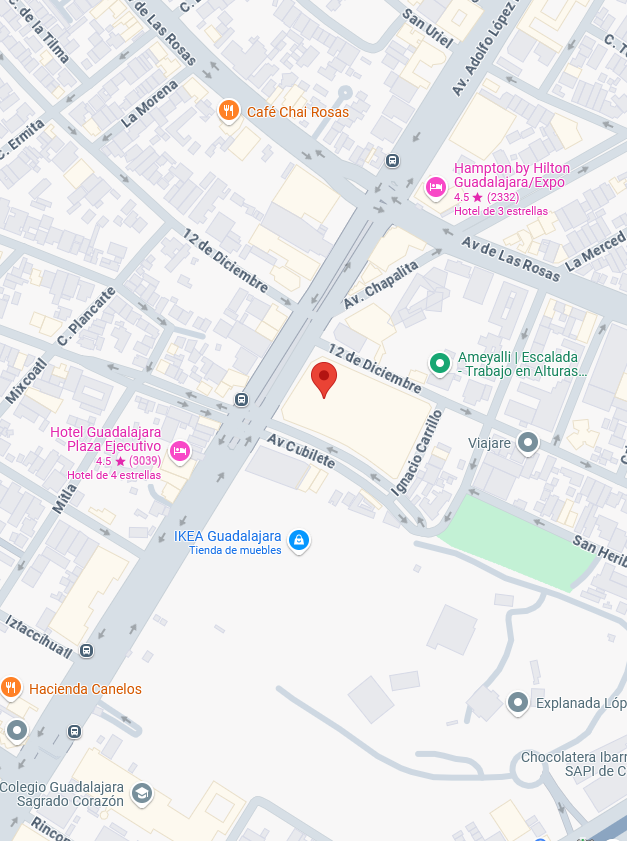 C. de la Tilma
de Las Rosas
San Uriel
Av. Adolfo López
La Morena
Café Chai Rosas
C. Ermita
Hampton by Hilton
Guadalajara/Expo
4.5 ★ (2332)
Hotel de 3 estrellas
12 de Diciembre
Av de Las Rosas
La Merced
Av. Chapalita
C. Plancatte
12 de Diciembre
Ameyalli | Escalada
- Trabajo en Alturas...
Mixcoatl
Hotel Guadalajara
Plaza Ejecutivo
4.5 ★ (3039)
Hotel de 4 estrellas
Av Cubilete
Ignacio Carrillo
Viajare
Mitla
IKEA Guadalajara
Tienda de muebles
San Herib
Iztaccihuatl
Hacienda Canelos
Explanada Lóp
Chocolatera Ibarr
SAPI de C
Colegio Guadalajara
Sagrado Corazón
Rincon